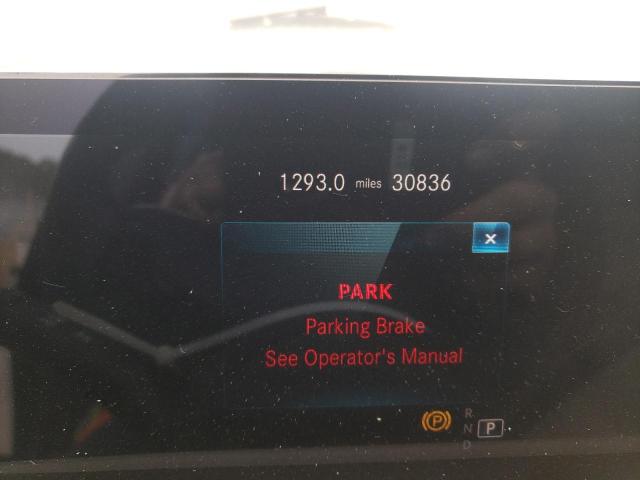 1293.0 miles 30836
×
PARK
Parking Brake
See Operator's Manual
R
N P
D
(P)